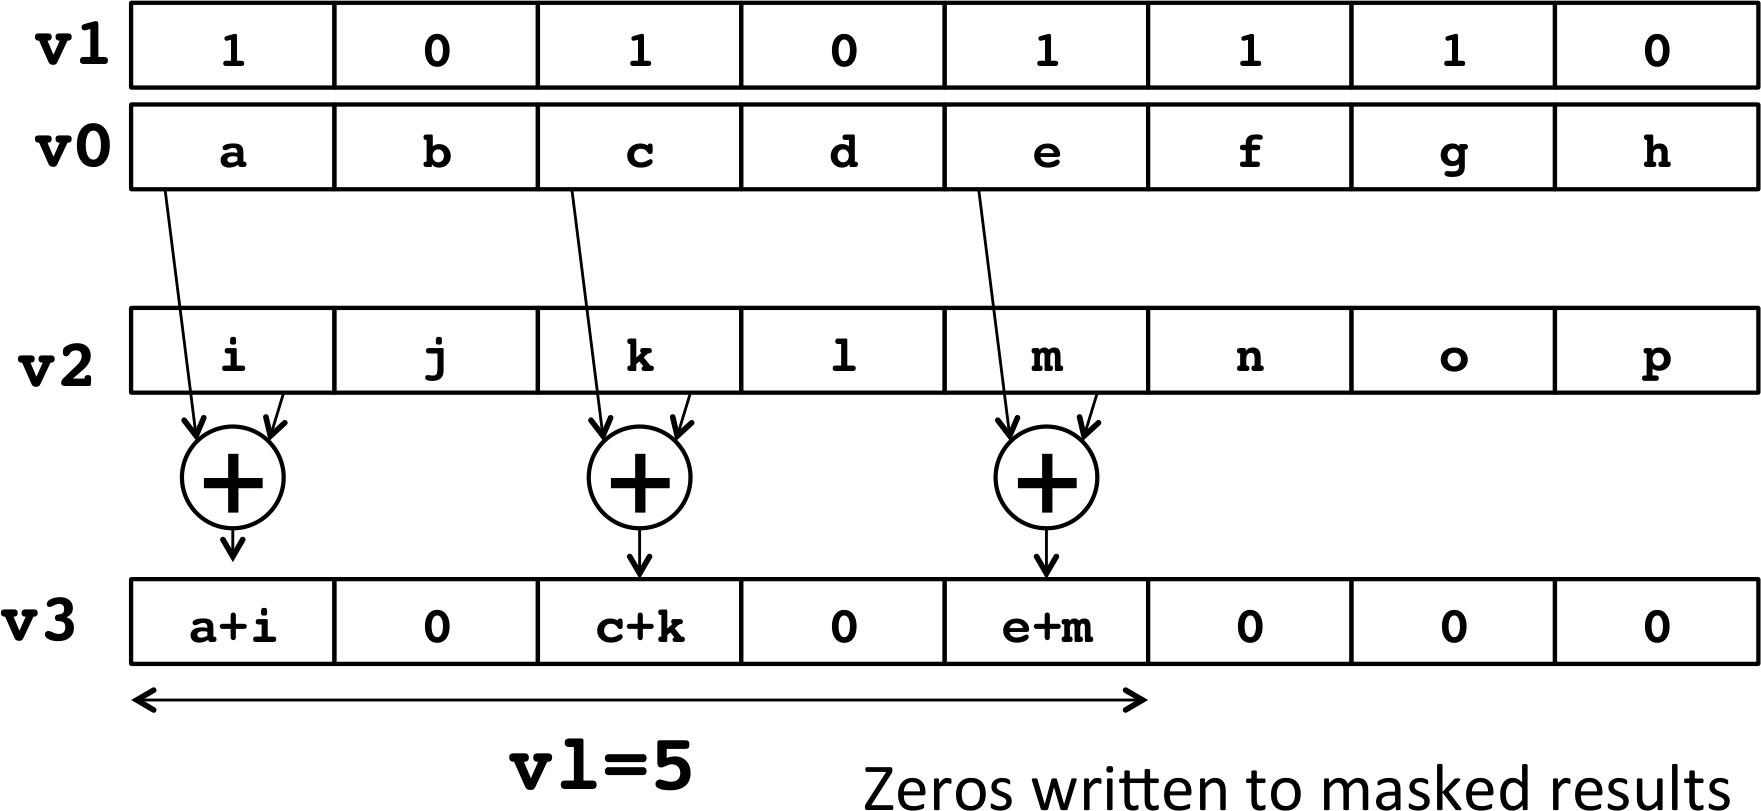 v1 1 0 1 0 1 1 1 0
v0 a b c d e f g h
v2 i j k l m n o p
+ + +
v3 a+i 0 c+k 0 e+m 0 0 0
vl=5
Zeros written to masked results